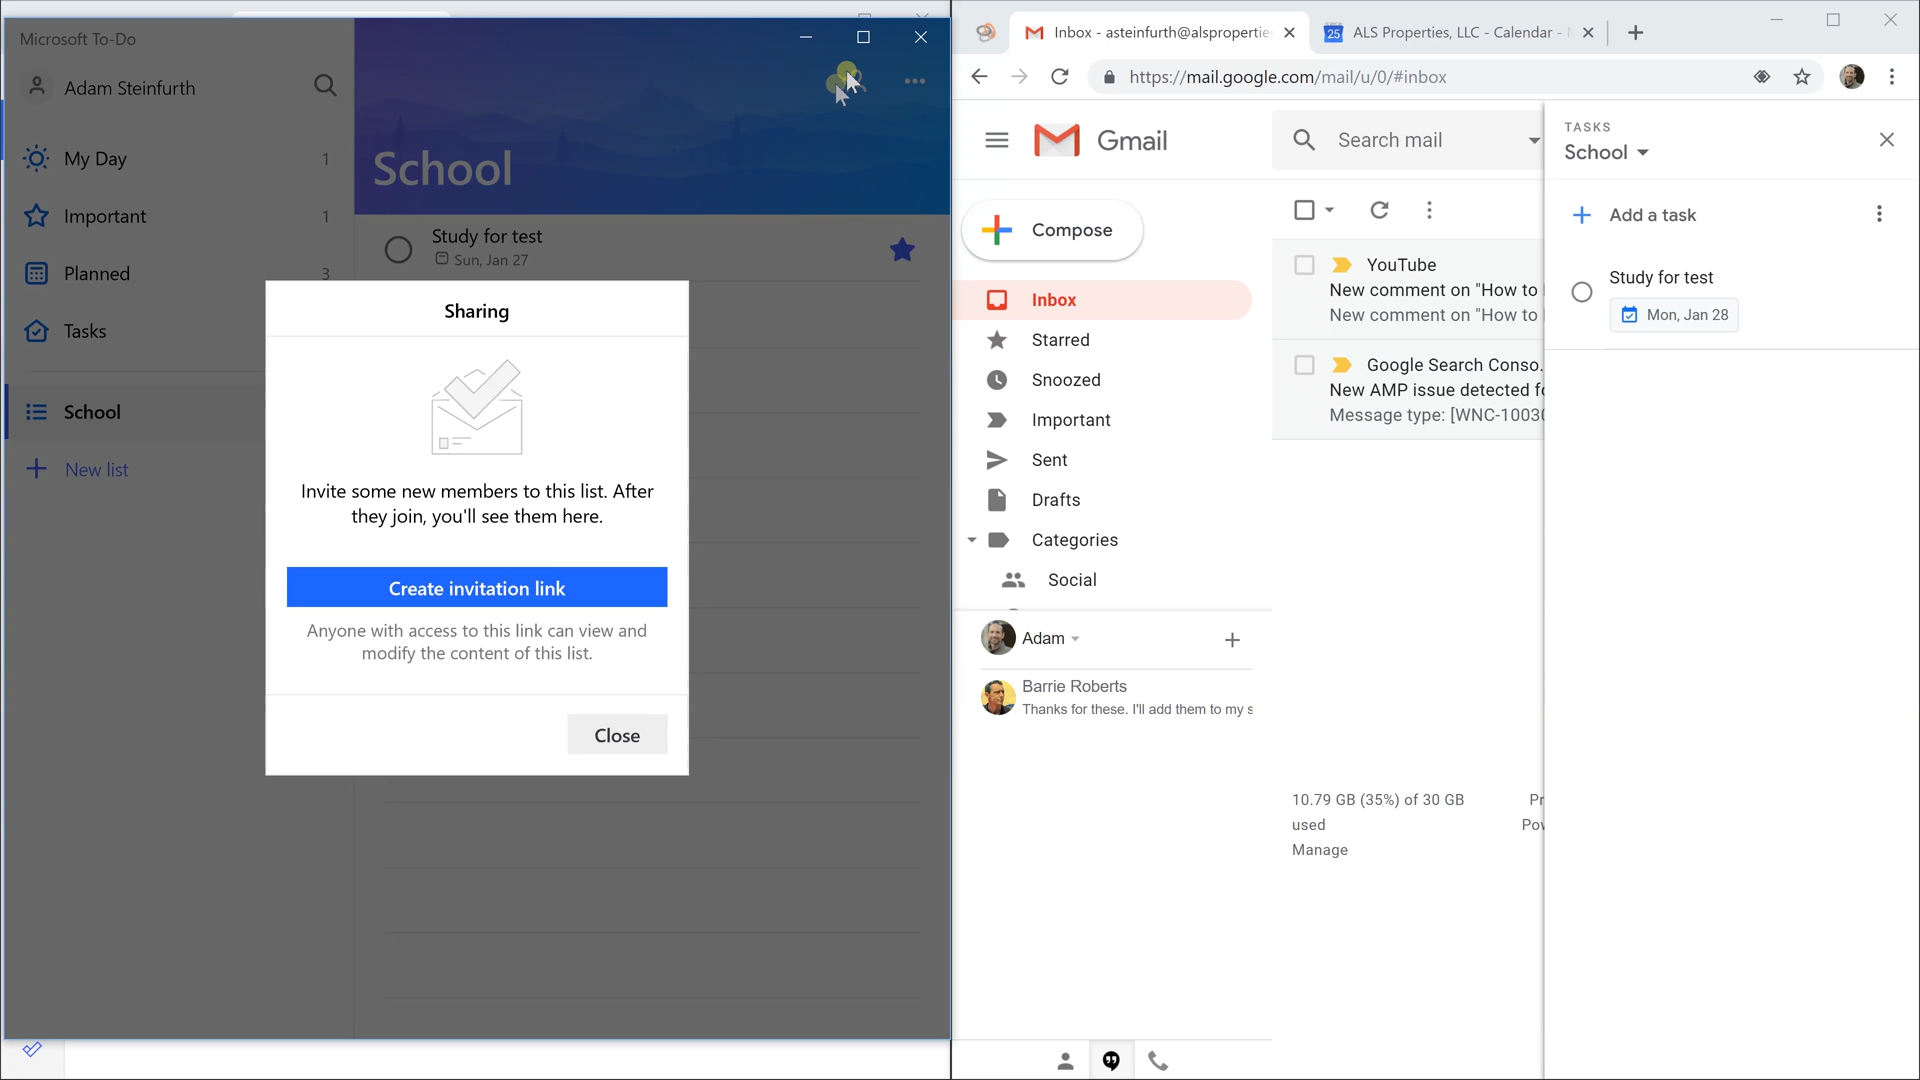 Microsoft To-Do
Adam Steinfurth
My Day 1
Important 1
Planned 3
Tasks
School
New list
School
Study for test
Sun, Jan 27
Sharing
Invite some new members to this list. After
they join, you'll see them here.
Create invitation link
Anyone with access to this link can view and
modify the content of this list.
Close
Inbox - asteinfurth@alspropertie
25
ALS Properties, LLC - Calendar -
https://mail.google.com/mail/u/0/#inbox
Gmail
Search mail
Compose
Inbox
Starred
Snoozed
Important
Sent
Drafts
Categories
Social
Adam
Barrie Roberts
Thanks for these. I'll add them to my s
YouTube
New comment on "How to
New comment on "How to
Google Search Conso.
New AMP issue detected fo
Message type: [WNC-10030
10.79 GB (35%) of 30 GB
used
Manage
Pr
Pow
TASKS
School
Add a task
Study for test
Mon, Jan 28